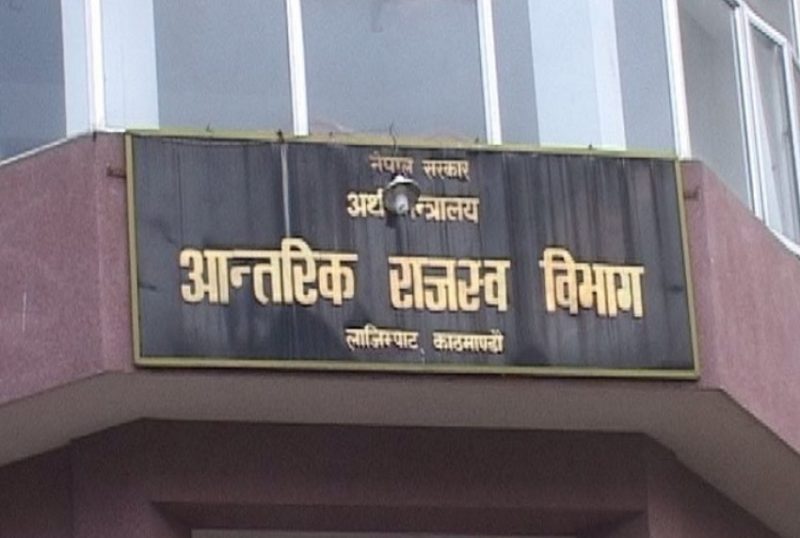 नेपाल सरकार
अर्थ मन्त्रालय
आन्तरिक राजस्व विभाग
लाजिम्पाट, काठमाण्डौ